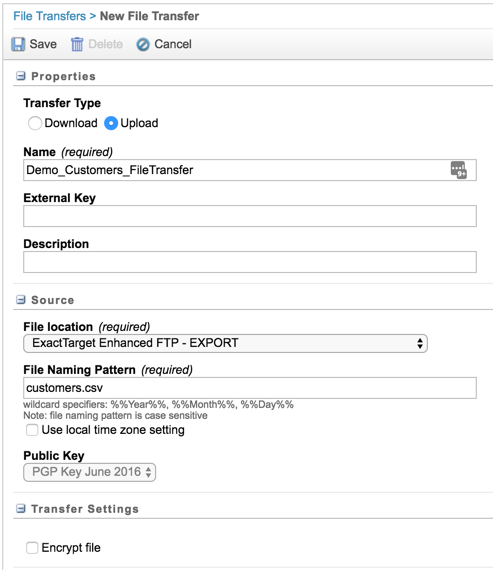 File Transfers > New File Transfer
Save Delete Cancel
Properties
Transfer Type
Download Upload
Name (required)
Demo_Customers_FileTransfer
9+
External Key
Description
Source
File location (required)
ExactTarget Enhanced FTP - EXPORT
File Naming Pattern (required)
customers.csv
wildcard specifiers: %%Year%%, %%Month%%, %%Day%%
Note: file naming pattern is case sensitive
Use local time zone setting
Public Key
PGP Key June 2016
Transfer Settings
Encrypt file